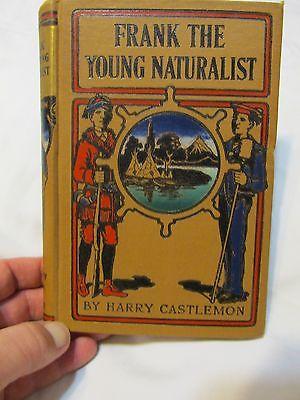 FRANK THE
YOUNG NATURALIST
BY HARRY CASTLEMON